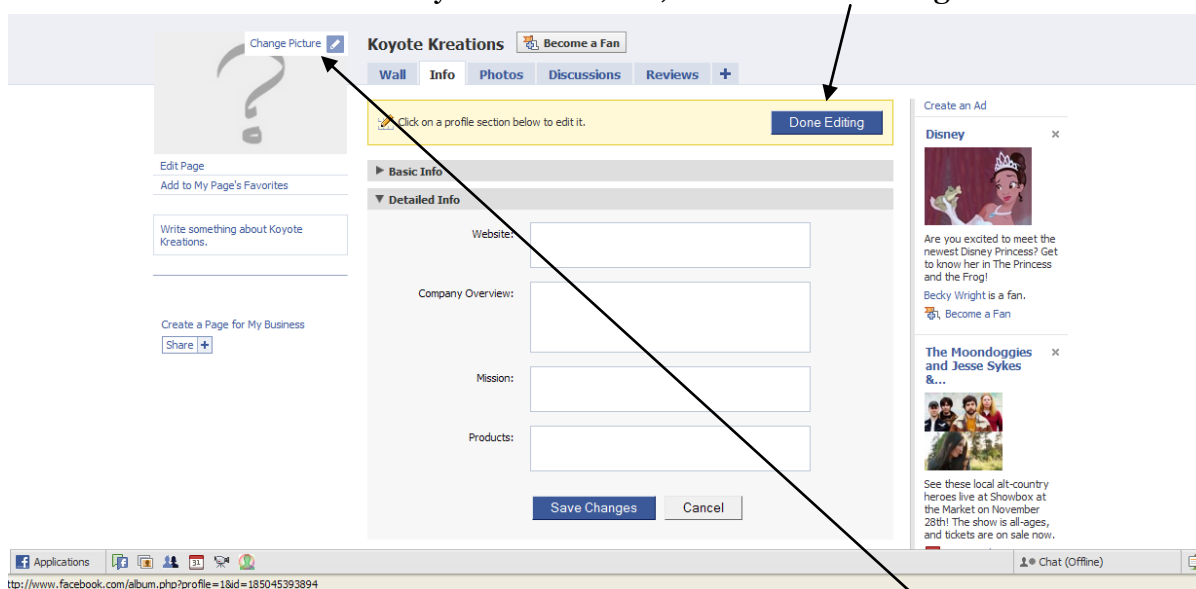 Change Picture
Koyote Kreations
Become a Fan
Wall Info Photos Discussions Reviews +
Click on a profile section below to edit it.
Done Editing
Edit Page
Add to My Page's Favorites
Write something about Koyote
Kreations.
Create a Page for My Business
Share +
Basic Info
Detailed Info
Website:
Company Overview:
Mission:
Products:
Save Changes Cancel
Create an Ad
Disney ×
Are you excited to meet the
newest Disney Princess? Get
to know her in The Princess
and the Frog!
Becky Wright is a fan.
Become a Fan
The Moondoggies ×
and Jesse Sykes
&...
See these local alt-country
heroes live at Showbox at
the Market on November
28th! The show is all-ages,
and tickets are on sale now.
Applications
31
Chat (Offline)
ttp://www.facebook.com/album.php?profile=1&id=185045393894